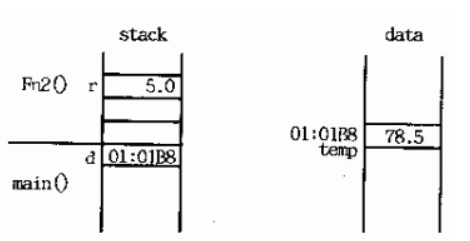 stack data
Fn2() r 5.0
01:01B8 78.5
temp
d 01:01B8
main()